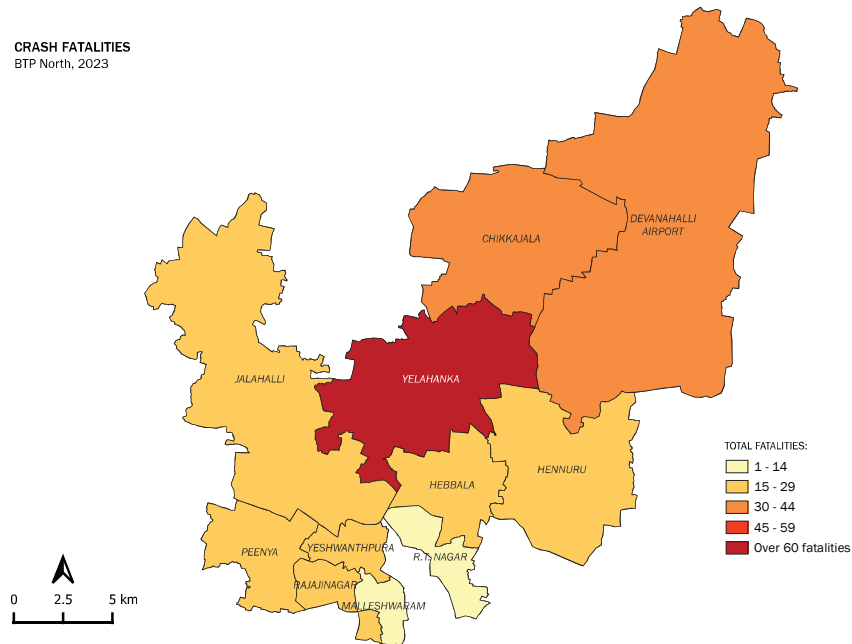 CRASH FATALITIES
BTP North, 2023
DEVANAHALLI
AIRPORT
CHIKKAJALA
JALAHALLI
YELAHANKA
HENNURU
HEBBALA
PEENYA
YESHWANTHPURA
R.T. NAGAR
RAJAJINAGAR
MALLESHWARAM
TOTAL FATALITIES:
1 - 14
15 - 29
30 - 44
45 - 59
Over 60 fatalities
0 2.5 5 km